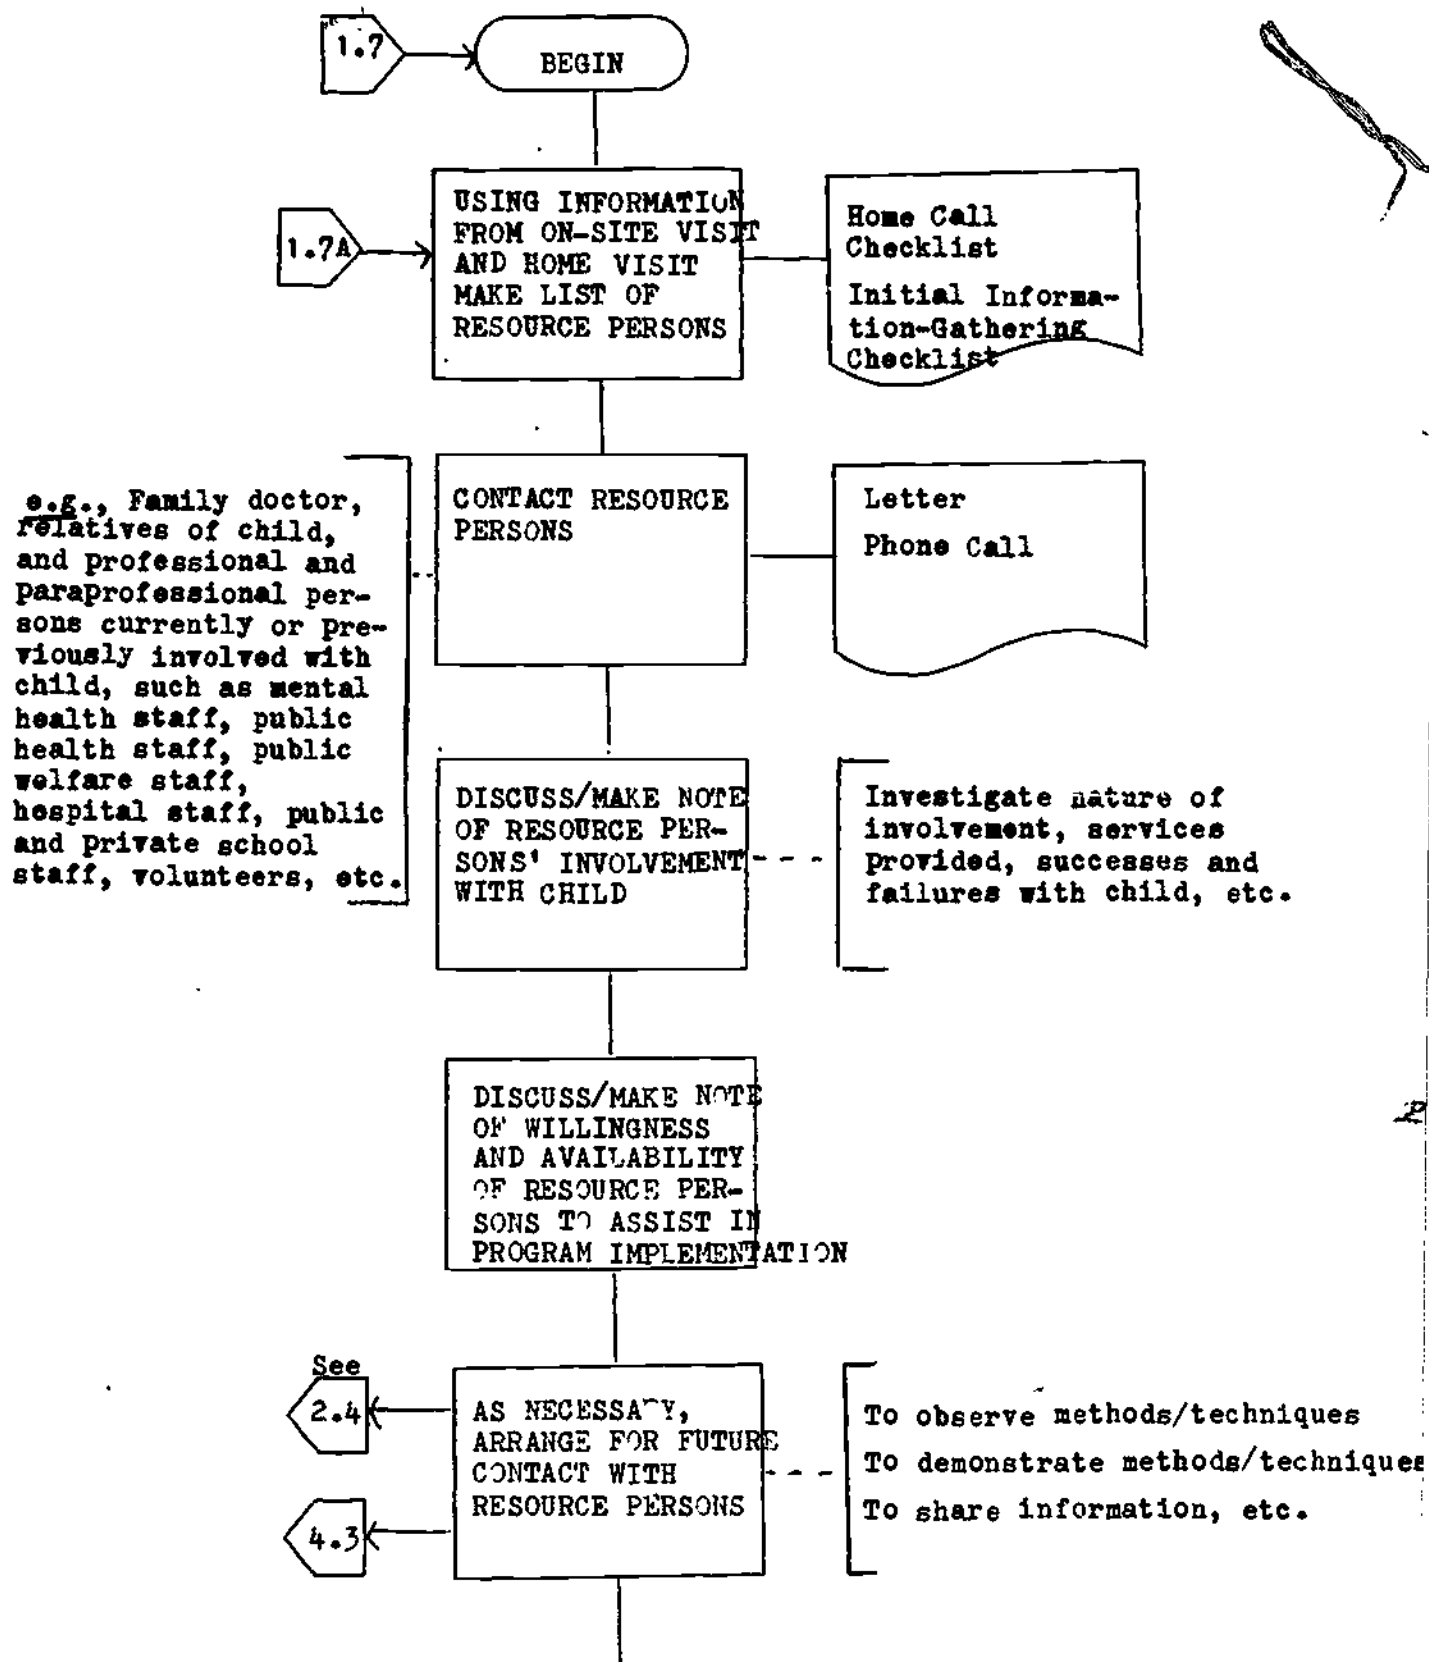 1.7
BEGIN
1.7A
USING INFORMATION
FROM ON-SITE VISIT
AND HOME VISIT
MAKE LIST OF
RESOURCE PERSONS
Home Call
Checklist
Initial Informa-
tion-Gathering
Checklist
e.g., Family doctor,
relatives of child,
and professional and
paraprofessional per-
sons currently or pre-
viously involved with
child, such as mental
health staff, public
health staff, public
welfare staff,
hospital staff, public
and private school
staff, volunteers, etc.
CONTACT RESOURCE
PERSONS
Letter
Phone Call
DISCUSS/MAKE NOTE
OF RESOURCE PER-
SONS' INVOLVEMENT
WITH CHILD
Investigate nature of
involvement, services
provided, successes and
failures with child, etc.
DISCUSS/MAKE NOTE
OF WILLINGNESS
AND AVAILABILITY
OF RESOURCE PER-
SONS TO ASSIST IN
PROGRAM IMPLEMENTATION
See
2.4
4.3
AS NECESSARY,
ARRANGE FOR FUTURE
CONTACT WITH
RESOURCE PERSONS
To observe methods/techniques
To demonstrate methods/techniques
To share information, etc.